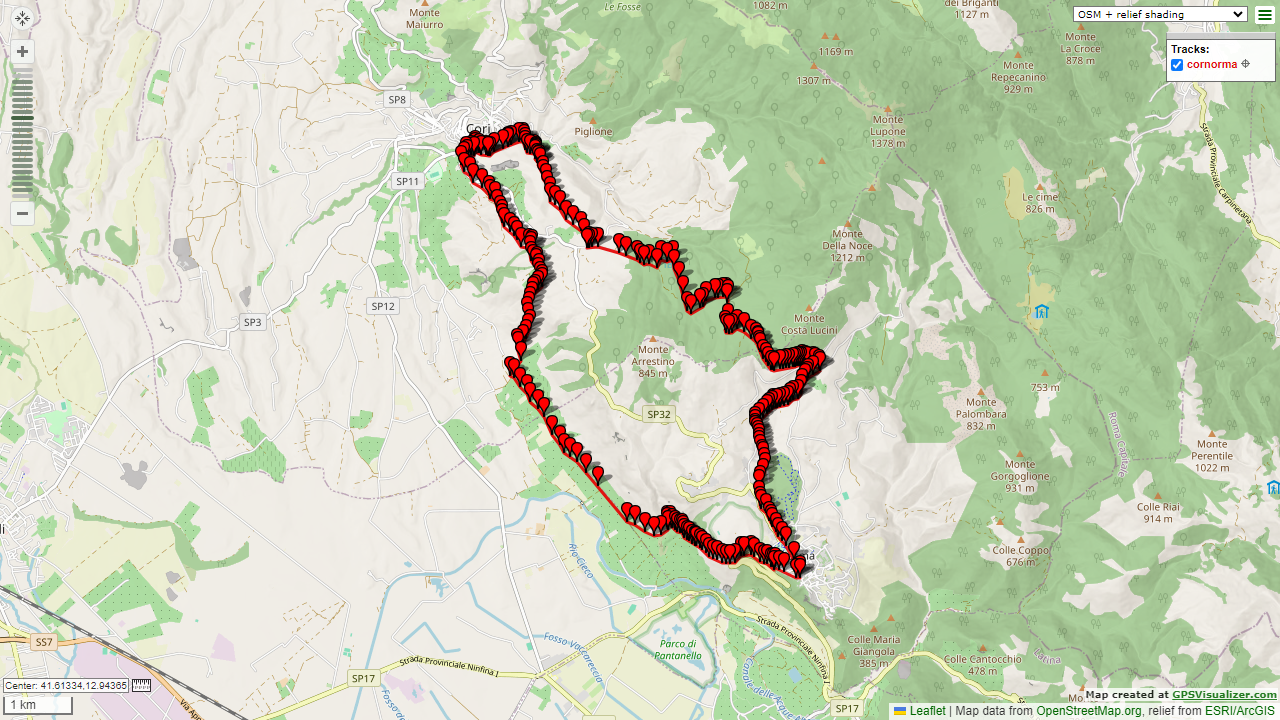 Monte
Maiurro
Le Fosse
1082 m
dei Briganti
1127 m
OSM + relief shading
Tracks:
cornorma
1169 m
1307 m
Monte
La Croce
878 m
Monte
Repecanino
929 m
SP8
Cori
Piglione
Monte
Lupone
1378 m
Strada Provinciale Carpinetana
SP11
Le cime
826 m
Monte
Della Noce
1212 m
SP12
SP3
Monte
Costa Lucini
Monte
Arrestino
845 m
753 m
SP32
Monte
Palombara
832 m
Roma Capitale
Monte
Perentile
1022 m
Monte
Gorgoglione
931 m
Colle Riai
914 m
Colle Coppo
676 m
Rio Cieco
SS7
Fosso Vaccareccia
Parco di
Pantanello
Strada Provinciale Ninfina
Colle Maria
Giangola
385 m
Colle Cantocchio
478 m
Latina
Strada Provinciale Ninfina I
SP17
SP17
Center: 41.61334,12.94365
1 km
Map created at GPSVisualizer.com
Leaflet | Map data from OpenStreetMap.org, relief from ESRI/ArcGIS